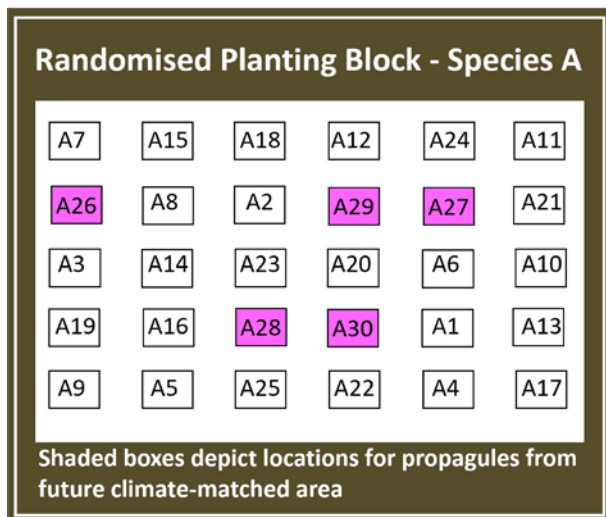 Randomised Planting Block - Species A
A7 A15 A18 A12 A24 A11
A26 A8 A2 A29 A27 A21
A3 A14 A23 A20 A6 A10
A19 A16 A28 A30 A1 A13
A9 A5 A25 A22 A4 A17
Shaded boxes depict locations for propagules from
future climate-matched area